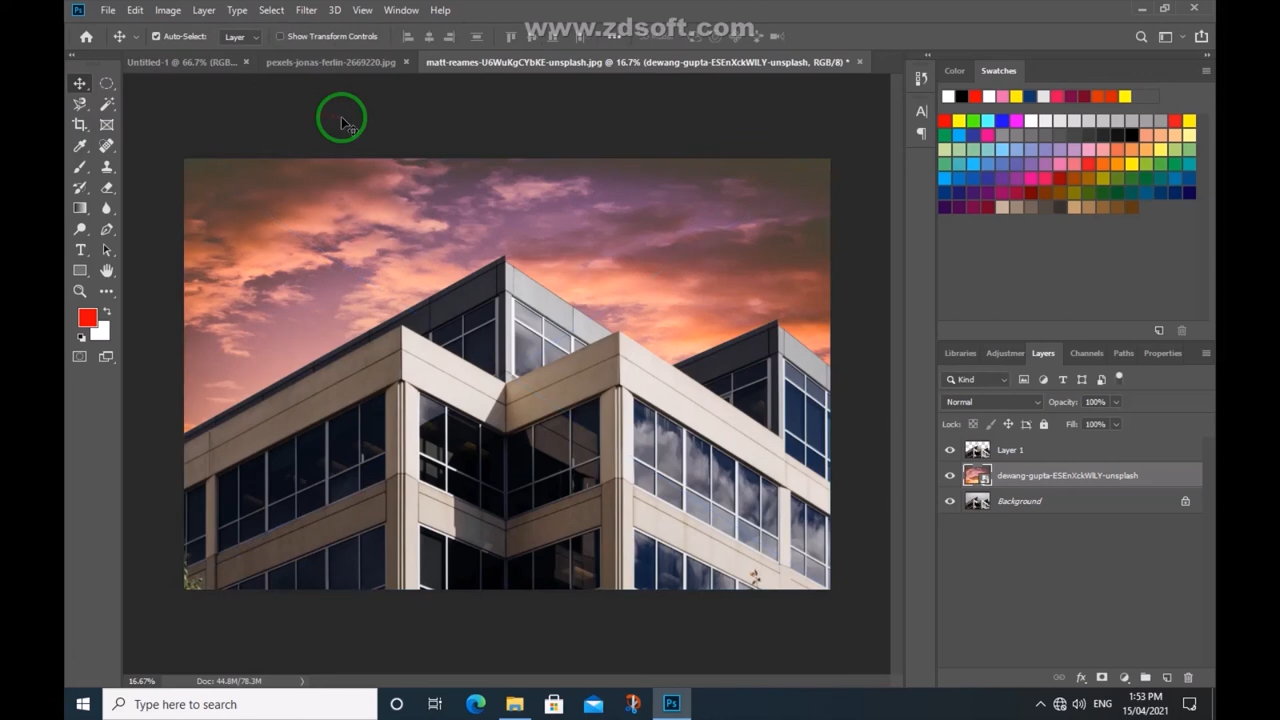 Ps File Edit Image Layer Type Select Filter 3D View Window Help
www.zdsoft.com
Auto-Select: Layer Show Transform Controls
Untitled-1 @ 66.7% (RGB... × pexels-jonas-ferlin-2669220.jpg × matt-reames-U6WuKgCYbKE-unsplash.jpg @ 16.7% (dewang-gupta-ESEnXckWlLY-unsplash, RGB/8) * ×
Color Swatches
Libraries Adjustmer Layers Channels Paths Properties
Kind
Normal Opacity: 100%
Lock: Fill: 100%
Layer 1
dewang-gupta-ESEnXckWlLY-unsplash
Background
16.67% Doc: 44.8M/78.3M
Type here to search
Ps
ENG
1:53 PM
15/04/2021